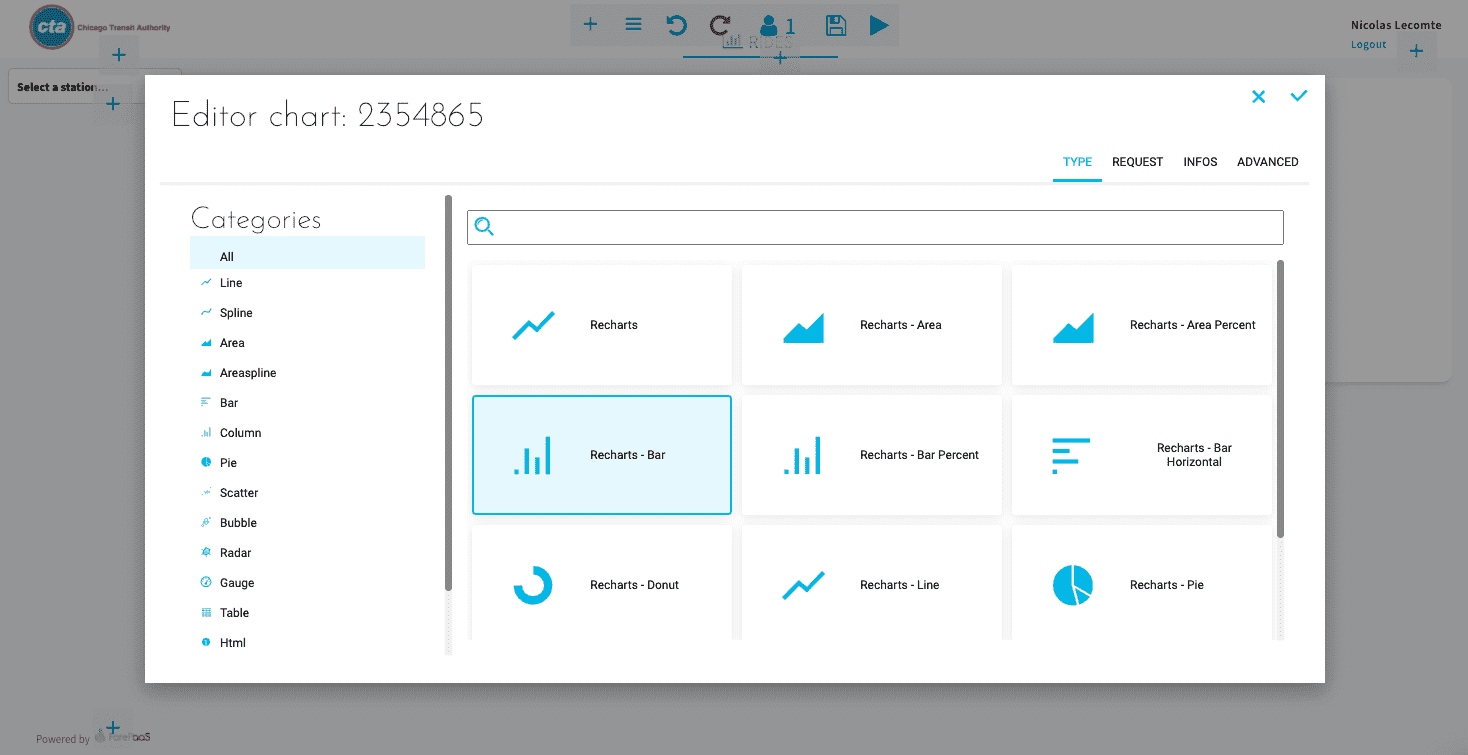 cta Chicago Transit Authority
1
RIDES
Nicolas Lecomte
Logout
Select a station...
Editor chart: 2354865
TYPE REQUEST INFOS ADVANCED
Categories
All
Line
Spline
Area
Areaspline
Bar
Column
Pie
Scatter
Bubble
Radar
Gauge
Table
Html
Recharts
Recharts - Area
Recharts - Area Percent
Recharts - Bar
Recharts - Bar Percent
Recharts - Bar
Horizontal
Recharts - Donut
Recharts - Line
Recharts - Pie
Powered by